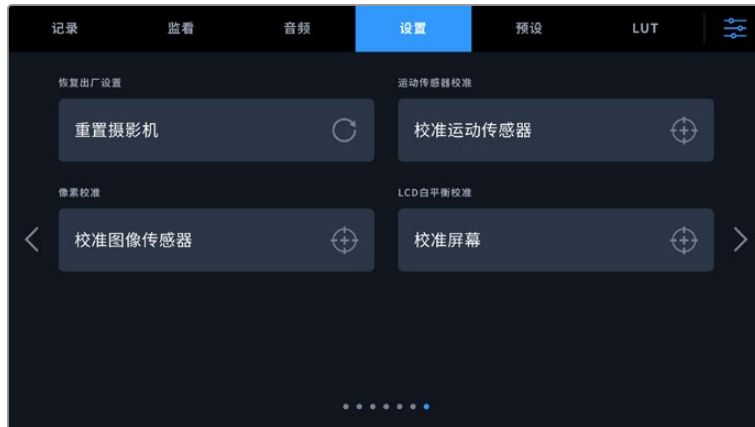 记录 监看 音频 设置 预设 LUT
恢复出厂设置 运动传感器校准
重置摄影机 校准运动传感器
像素校准 LCD白平衡校准
校准图像传感器 校准屏幕